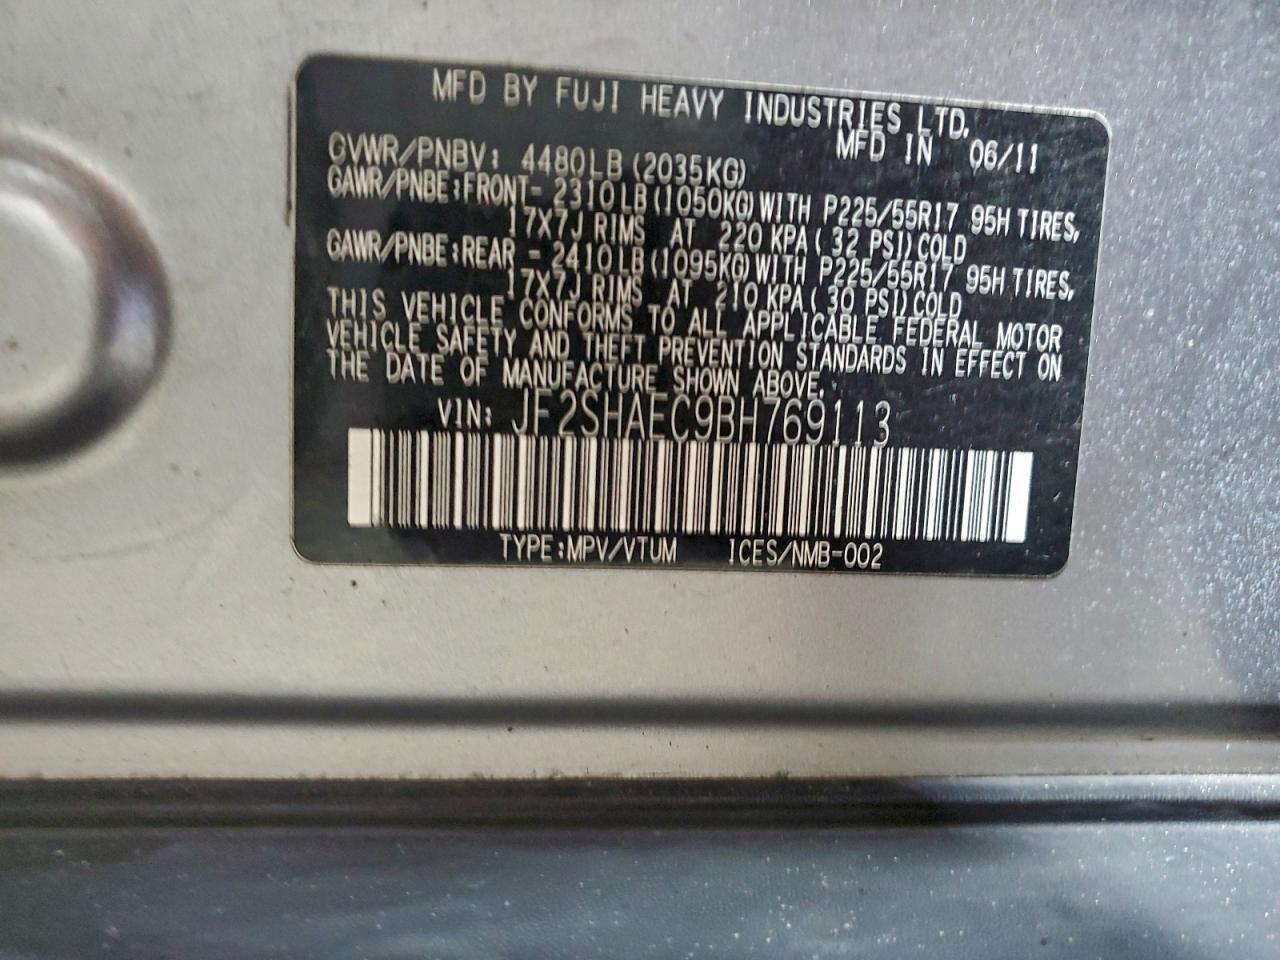 MFD BY FUJI HEAVY INDUSTRIES LTD.
MFD IN 06/11
GVWR/PNBV: 4480LB (2035KG)
GAWR/PNBE:FRONT- 2310LB(1050KG)WITH P225/55R17 95H TIRES,
17X7J RIMS AT 220 KPA( 32 PSI)COLD
GAWR/PNBE:REAR - 2410LB(1095KG)WITH P225/55R17 95H TIRES,
17X7J RIMS AT 210 KPA( 30 PSI)COLD
THIS VEHICLE CONFORMS TO ALL APPLICABLE FEDERAL MOTOR
VEHICLE SAFETY AND THEFT PREVENTION STANDARDS IN EFFECT ON
THE DATE OF MANUFACTURE SHOWN ABOVE.
VIN: JF2SHAEC9BH769113
TYPE:MPV/VTUM ICES/NMB-002